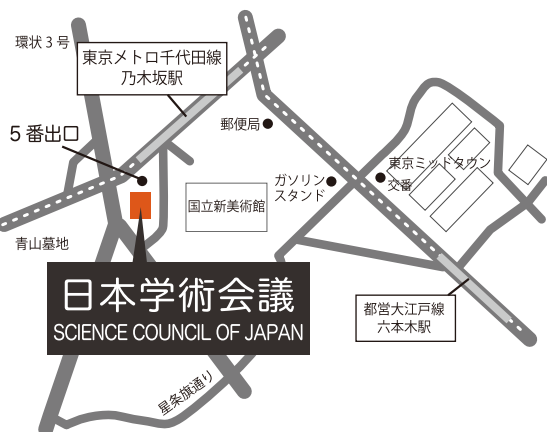 環状3号
東京メトロ千代田線
乃木坂駅
5番出口
郵便局
ガソリン
スタンド
東京ミッドタウン
交番
国立新美術館
青山墓地
日本学術会議
SCIENCE COUNCIL OF JAPAN
都営大江戸線
六本木駅
星条旗通り